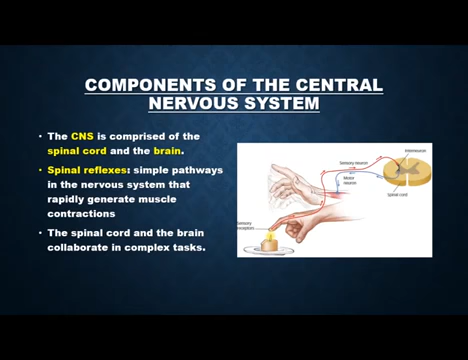 COMPONENTS OF THE CENTRAL
NERVOUS SYSTEM
• The CNS is comprised of the
spinal cord and the brain.
• Spinal reflexes: simple pathways
in the nervous system that
rapidly generate muscle
contractions
• The spinal cord and the brain
collaborate in complex tasks.
Interneuron
Sensory neuron
Motor
neuron
Spinal cord
Sensory
receptors